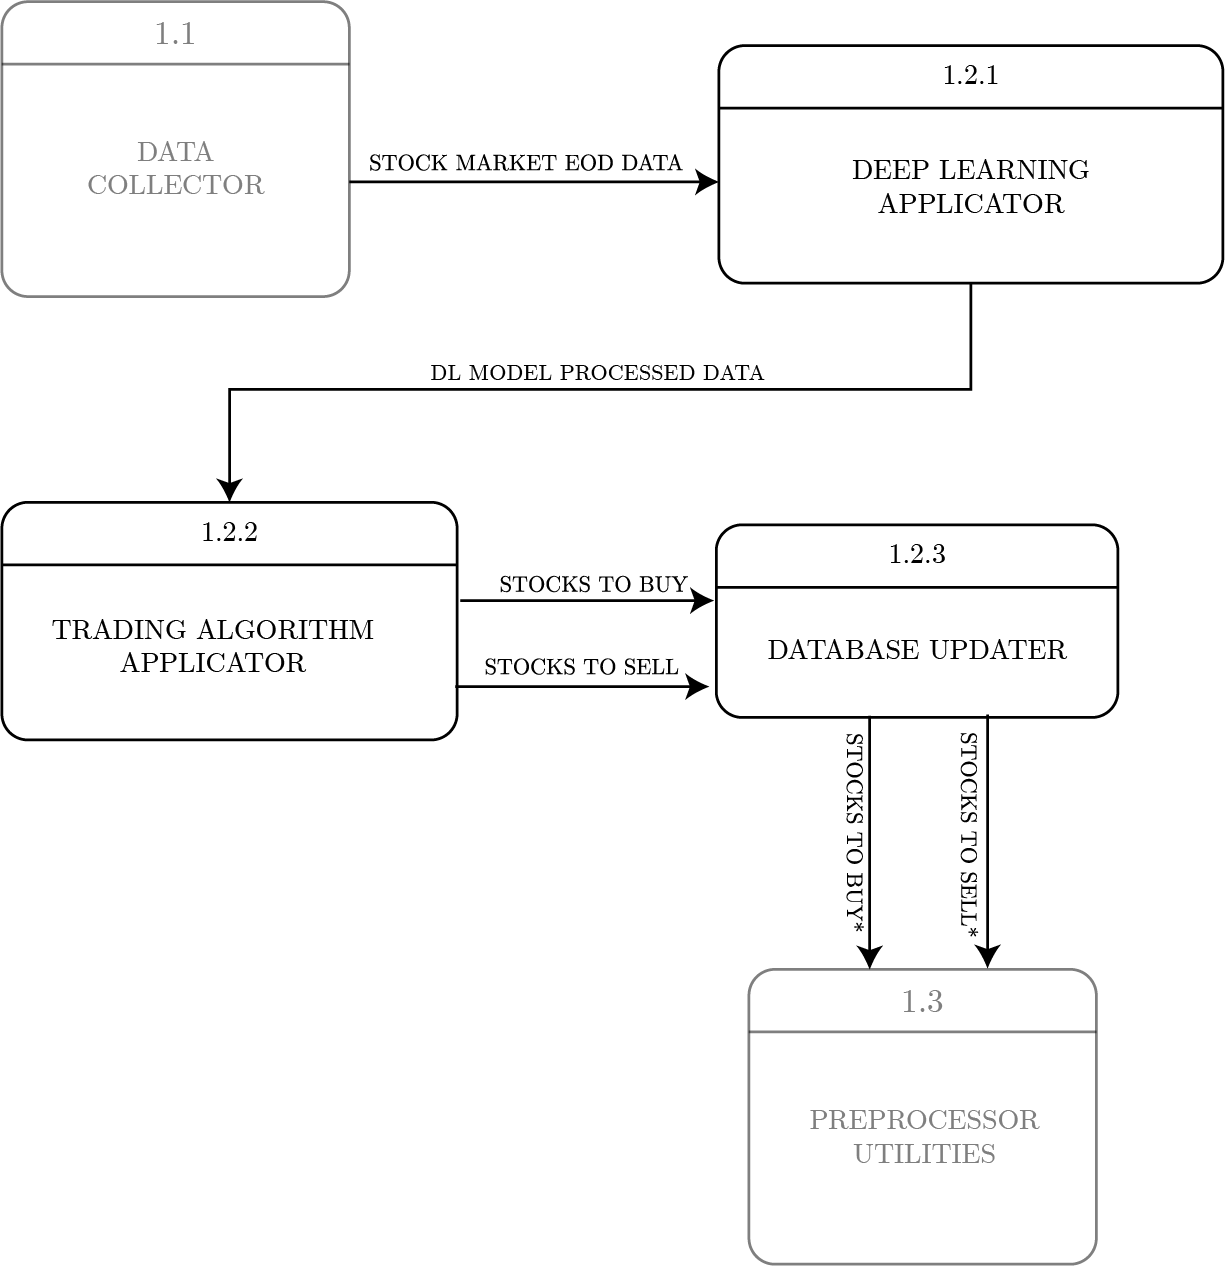 1.1
DATA
COLLECTOR
STOCK MARKET EOD DATA
1.2.1
DEEP LEARNING
APPLICATOR
DL MODEL PROCESSED DATA
1.2.2
TRADING ALGORITHM
APPLICATOR
STOCKS TO BUY
STOCKS TO SELL
1.2.3
DATABASE UPDATER
STOCKS TO BUY*
STOCKS TO SELL*
1.3
PREPROCESSOR
UTILITIES